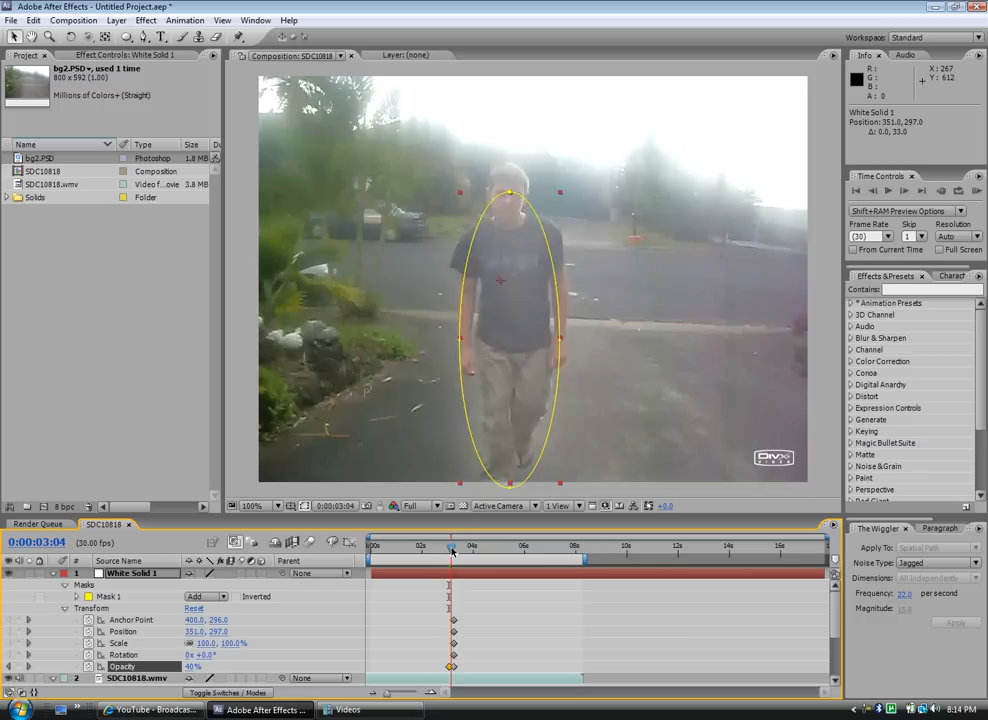 Adobe After Effects - Untitled Project.aep *
File Edit Composition Layer Effect Animation View Window Help
Workspace: Standard
Project Effect Controls: White Solid 1
Composition: SDC10818 Layer: (none)
Info Audio
bg2.PSD, used 1 time
800 x 592 (1.00)
Millions of Colors+ (Straight)
R : X : 267
G : Y : 612
B :
A : 0
White Solid 1
Position: 351.0, 297.0
Δ: 0.0, 33.0
Name Type Size
bg2.PSD Photoshop 1.8 MB
SDC10818 Composition
SDC10818.wmv Video f...ovie 3.8 MB
Solids Folder
Time Controls
Shift+RAM Preview Options
Frame Rate Skip Resolution
(30) 1 Auto
From Current Time Full Screen
Effects & Presets Charact
Contains:
* Animation Presets
3D Channel
Audio
Blur & Sharpen
Channel
Color Correction
Conoa
Digital Anarchy
Distort
Expression Controls
Generate
Keying
Magic Bullet Suite
Matte
Noise & Grain
Paint
Perspective
DIVX
VIDEO
8 bpc
100% 0:00:03:04 Full Active Camera 1 View +0.0
Render Queue SDC10818
0:00:03:04 (30.00 fps)
:00s 02s 04s 06s 08s 10s 12s 14s 16s
# Source Name Parent
1 White Solid 1 None
Masks
Mask 1 Add Inverted
Transform Reset
Anchor Point 400.0, 296.0
Position 351.0, 297.0
Scale 100.0, 100.0%
Rotation 0x +0.0°
Opacity 40%
2 SDC10818.wmv None
Toggle Switches / Modes
The Wiggler Paragraph
Apply To: Spatial Path
Noise Type: Jagged
Dimensions: All Independently
Frequency: 22.0 per second
Magnitude: 15.0
Apply
YouTube - Broadcas... Adobe After Effects ... Videos 8:14 PM